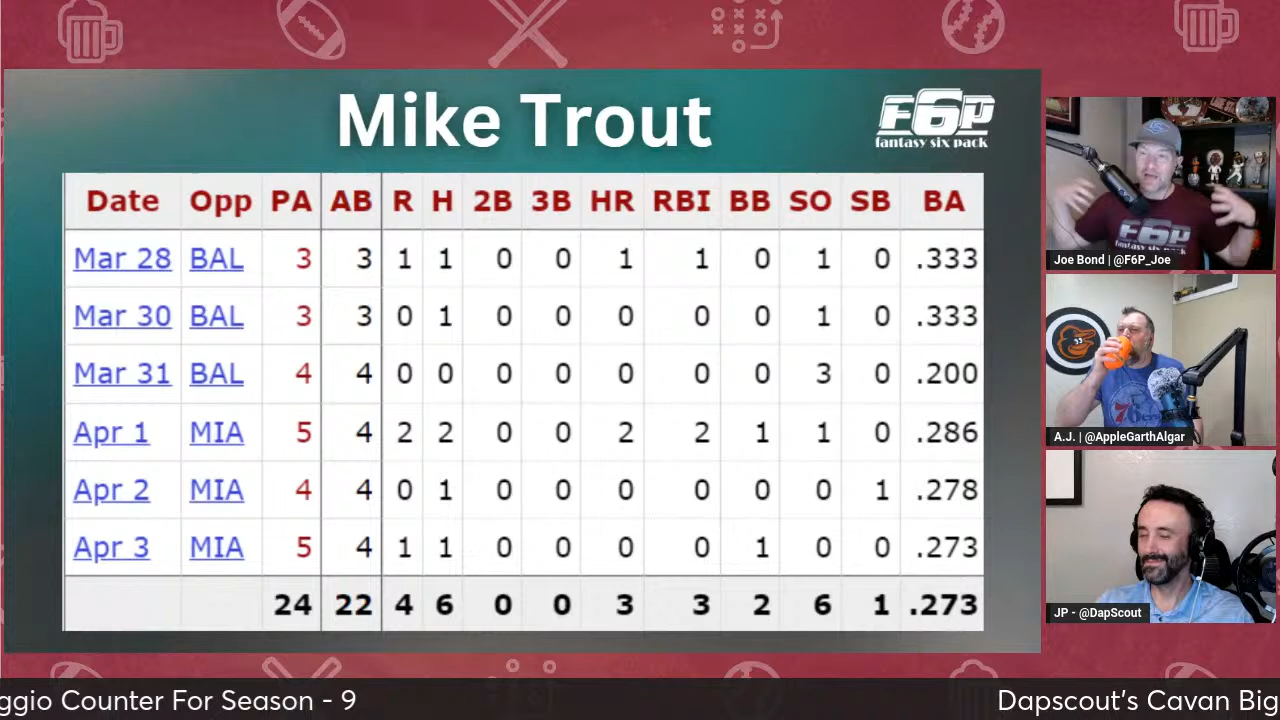 Mike Trout
F6P
fantasy six pack
Date Opp PA AB R H 2B 3B HR RBI BB SO SB BA
Mar 28 BAL 3 3 1 1 0 0 1 1 0 1 0 .333
Mar 30 BAL 3 3 0 1 0 0 0 0 0 1 0 .333
Mar 31 BAL 4 4 0 0 0 0 0 0 0 3 0 .200
Apr 1 MIA 5 4 2 2 0 0 2 2 1 1 0 .286
Apr 2 MIA 4 4 0 1 0 0 0 0 0 0 1 .278
Apr 3 MIA 5 4 1 1 0 0 0 0 1 0 0 .273
24 22 4 6 0 0 3 3 2 6 1 .273
F6P
fantasy six pack
Joe Bond | @F6P_Joe
76ers
A.J. | @AppleGarthAlgar
JP - @DapScout
ggio Counter For Season - 9
Dapscout's Cavan Big